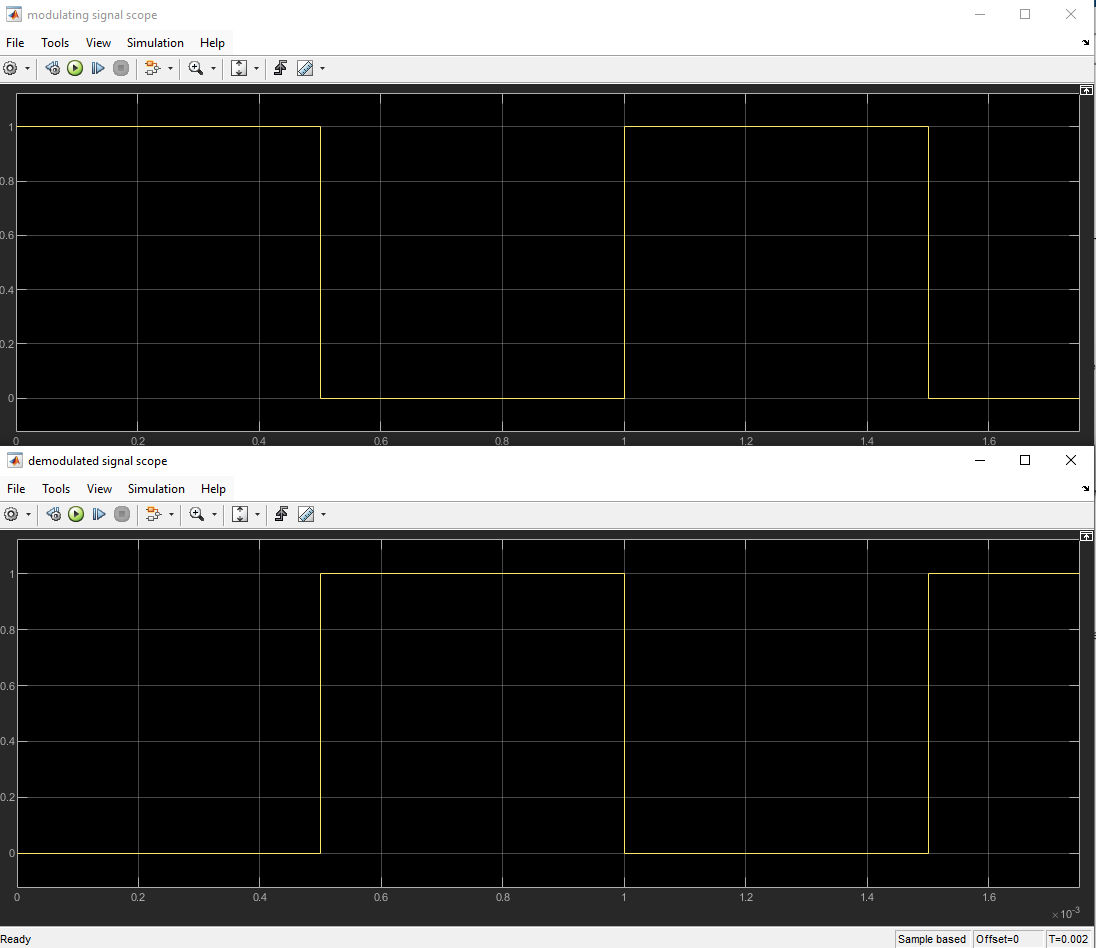 modulating signal scope
File Tools View Simulation Help
1
0.8
0.6
0.4
0.2
0
0 0.2 0.4 0.6 0.8 1 1.2 1.4 1.6
demodulated signal scope
File Tools View Simulation Help
1
0.8
0.6
0.4
0.2
0
0 0.2 0.4 0.6 0.8 1 1.2 1.4 1.6
×10⁻³
Ready Sample based Offset=0 T=0.002